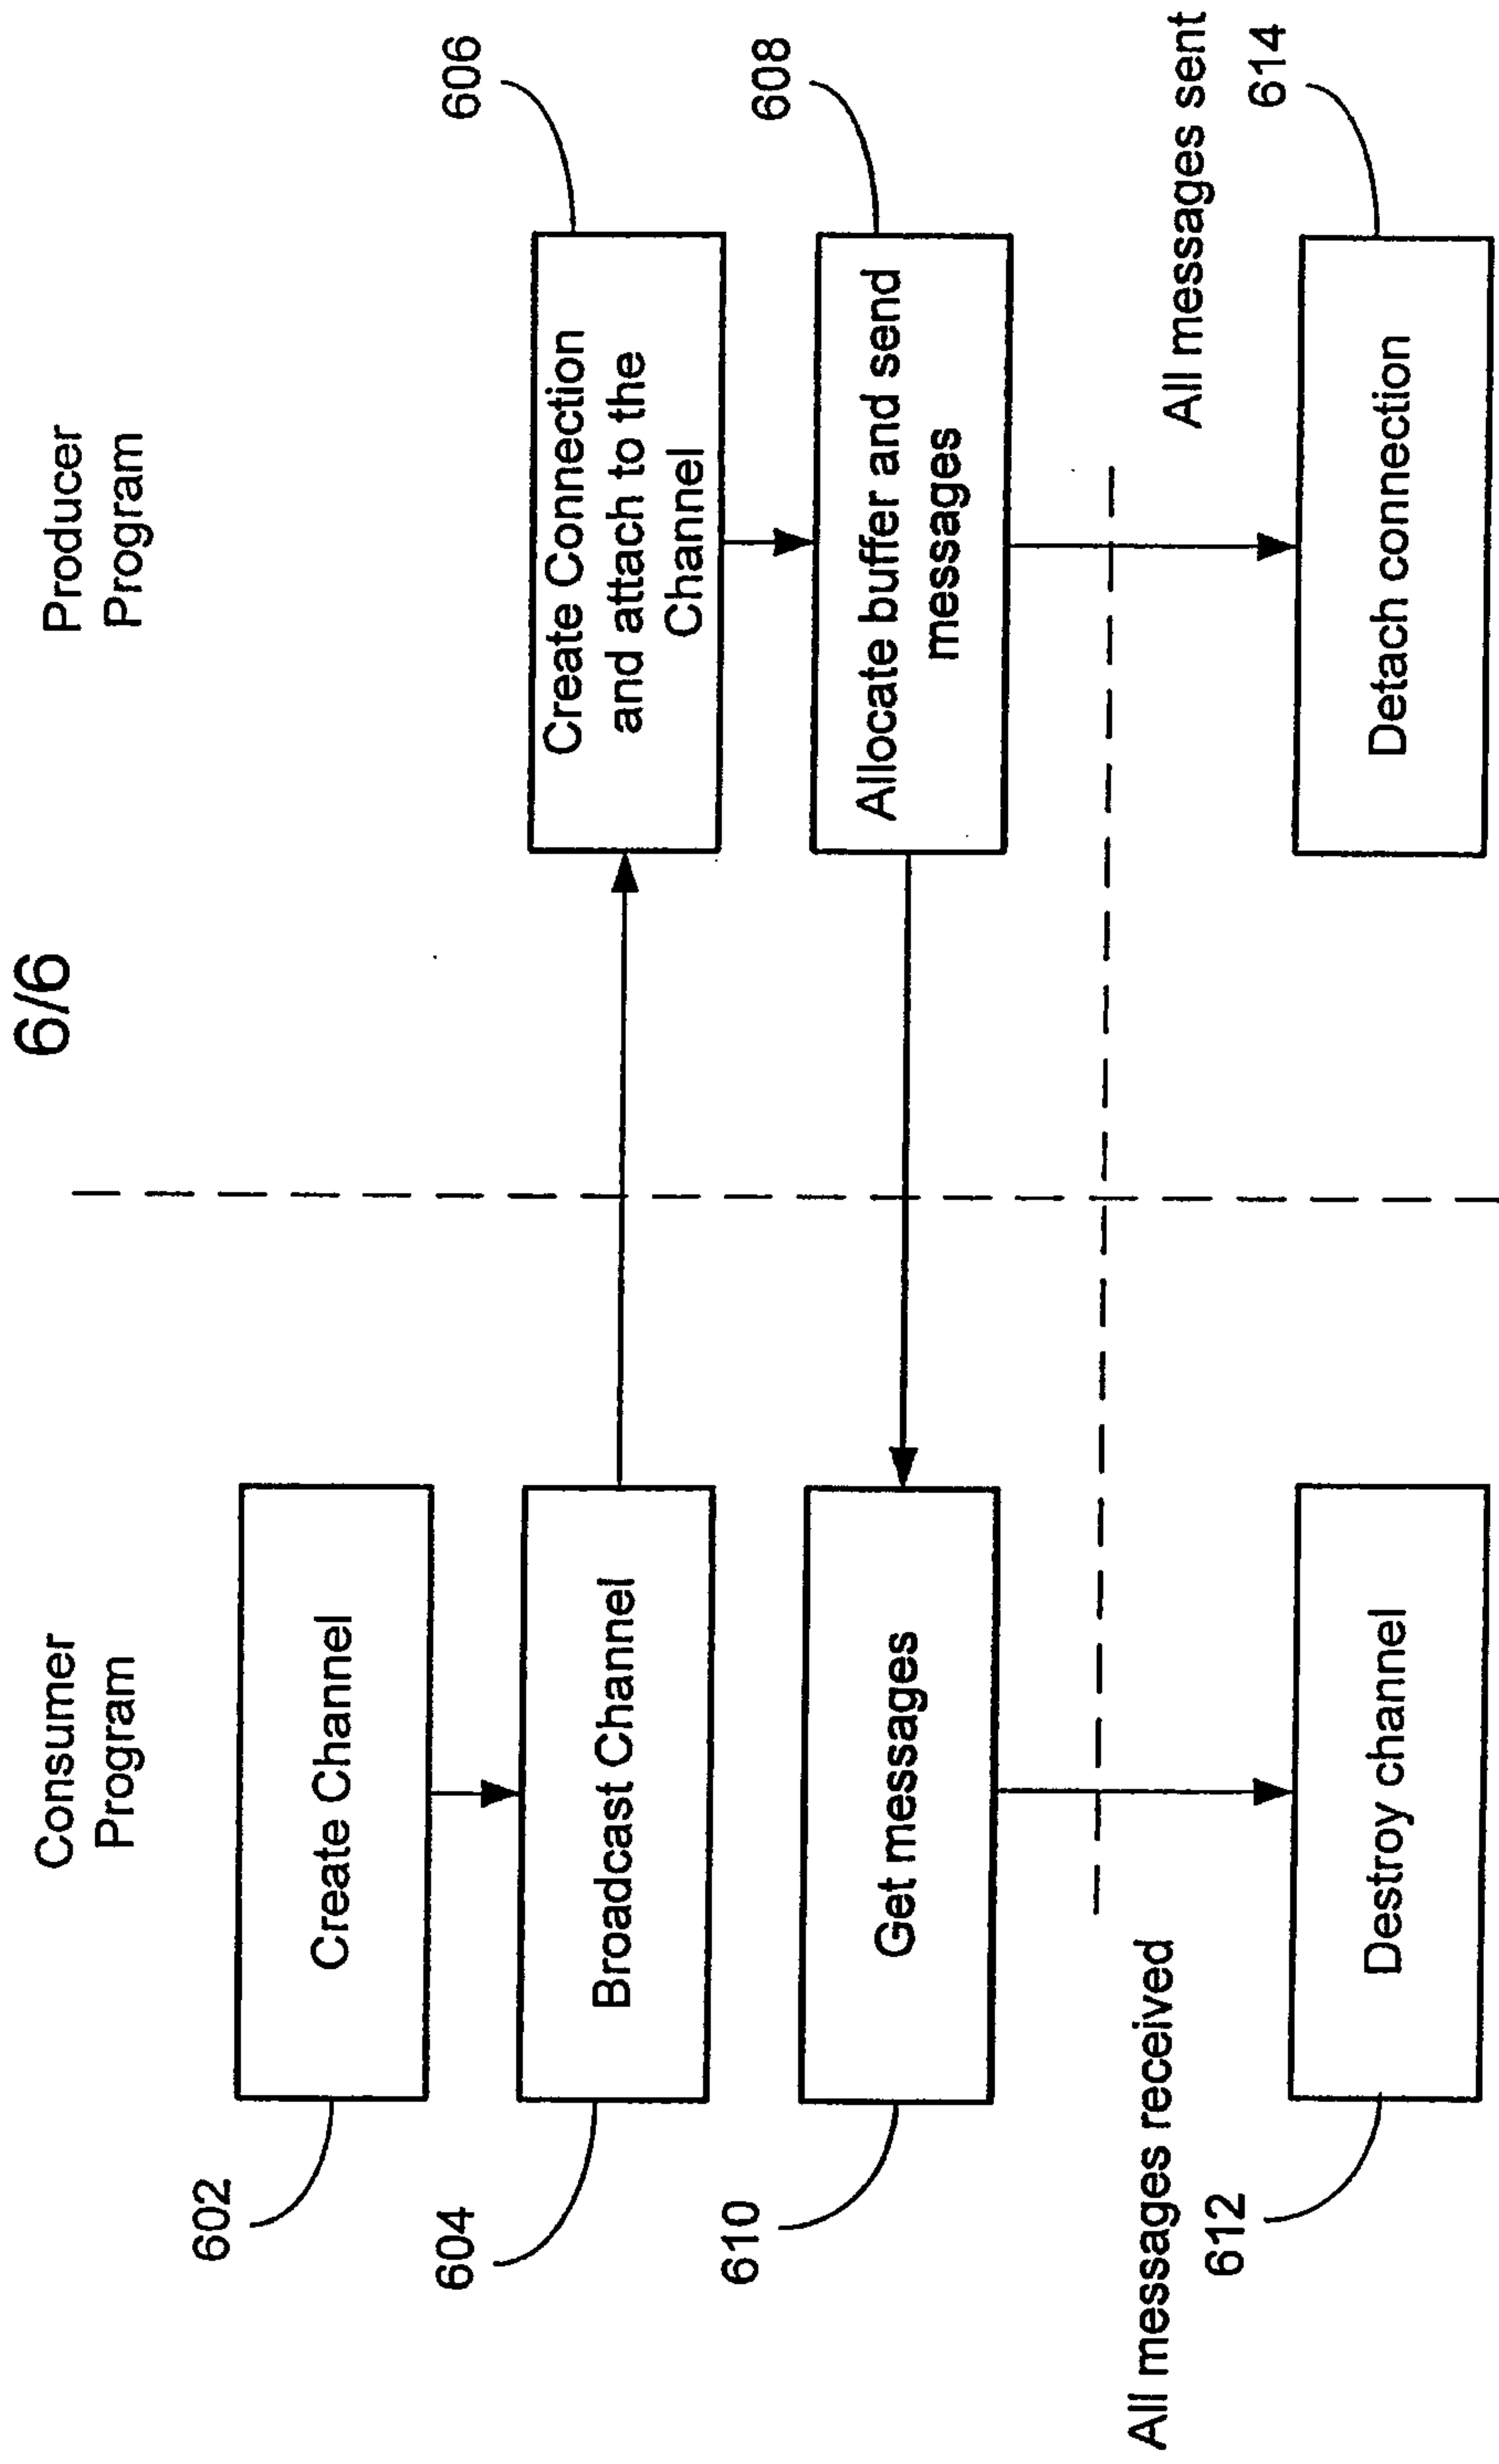 6/6
Consumer
Program
Producer
Program
602
Create Channel
604
Broadcast Channel
606
Create Connection
and attach to the
Channel
608
Allocate buffer and send
messages
610
Get messages
All messages received
All messages sent
612
Destroy channel
614
Detach connection